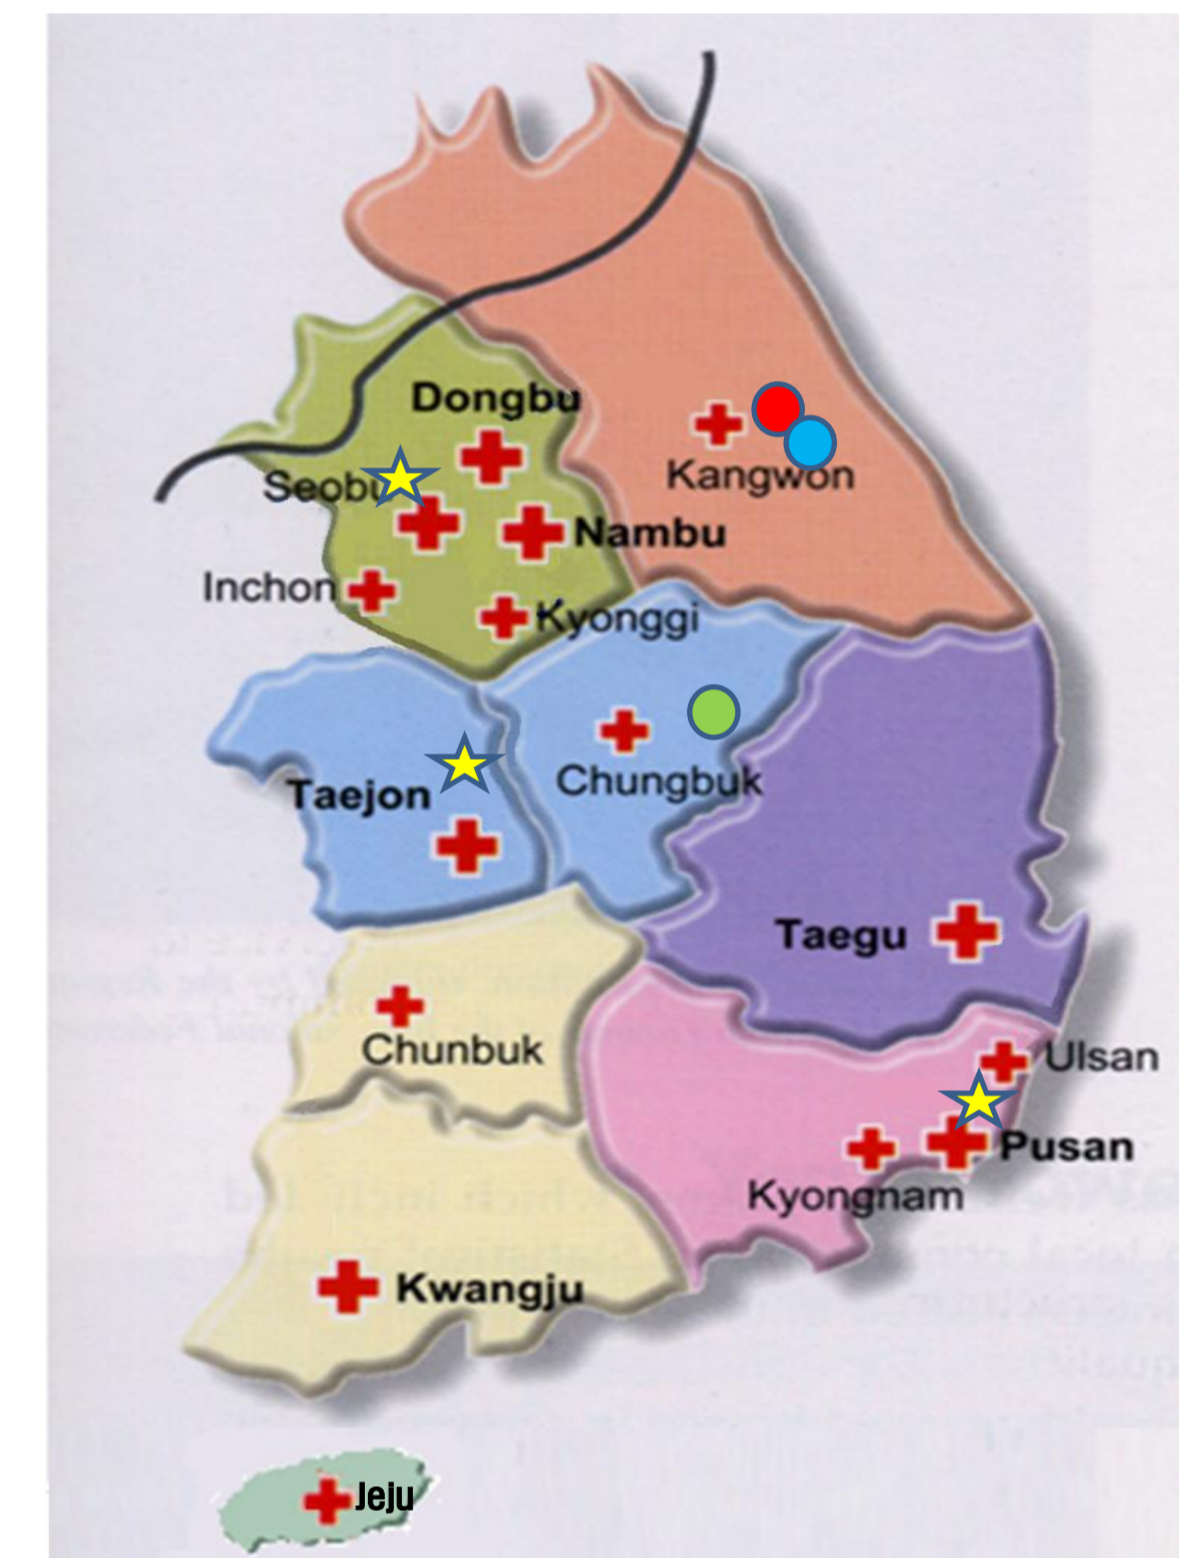 Dongbu
Seobu
Kangwon
Nambu
Inchon
Kyonggi
Chungbuk
Taejon
Taegu
Chunbuk
Ulsan
Pusan
Kyongnam
Kwangju
Jeju